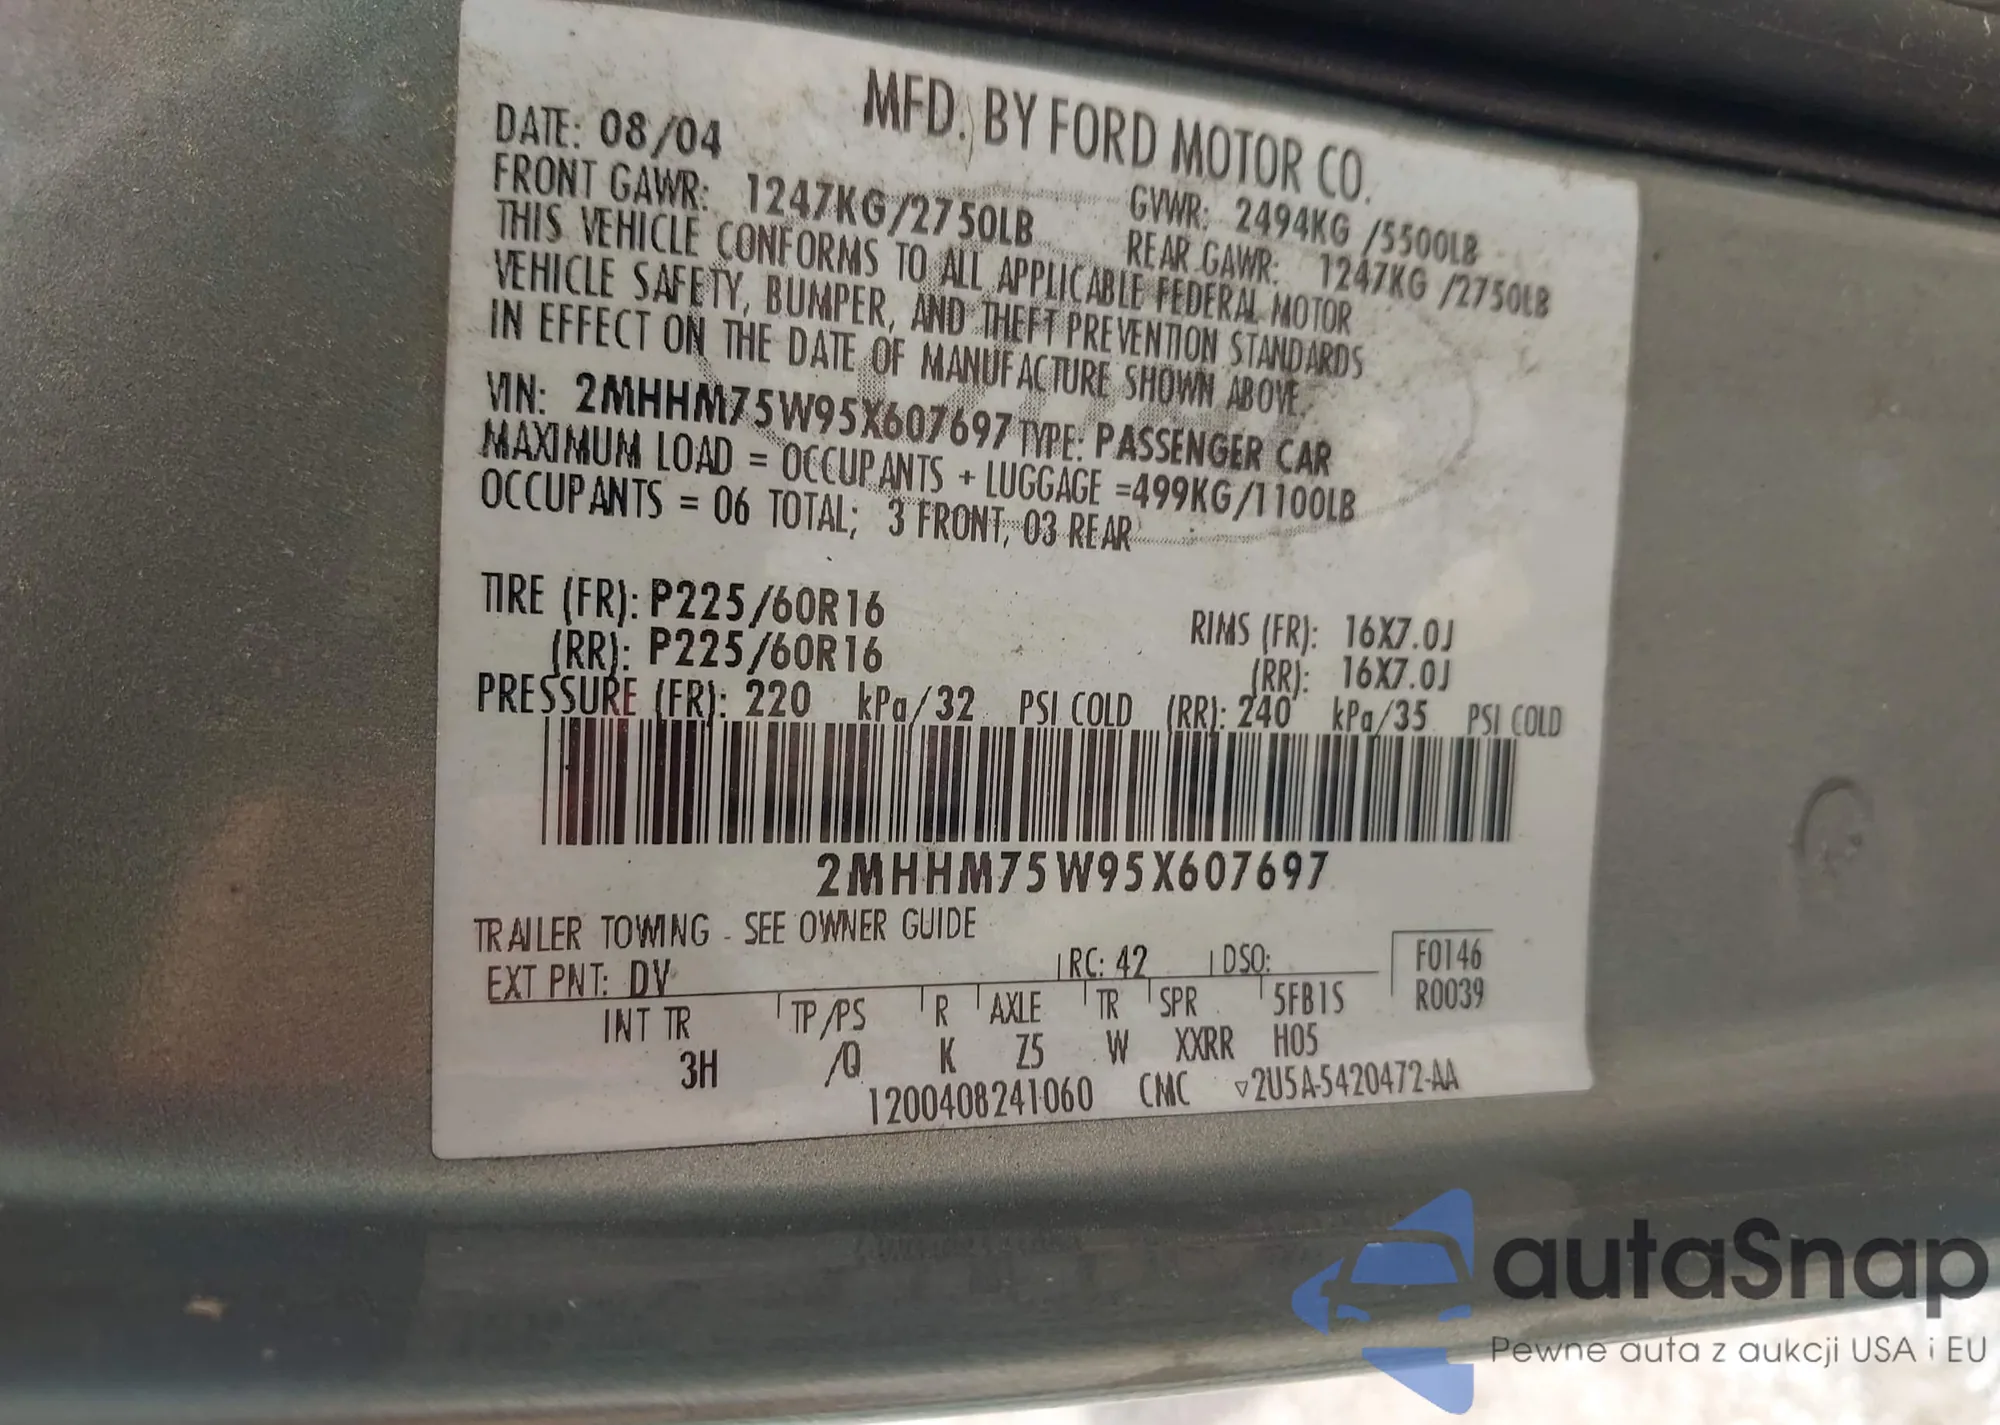 MFD. BY FORD MOTOR CO.
DATE: 08/04
GVWR: 2494KG /5500LB
FRONT GAWR: 1247KG/2750LB
REAR GAWR: 1247KG /2750LB
THIS VEHICLE CONFORMS TO ALL APPLICABLE FEDERAL MOTOR
VEHICLE SAFETY, BUMPER, AND THEFT PREVENTION STANDARDS
IN EFFECT ON THE DATE OF MANUFACTURE SHOWN ABOVE.
VIN: 2MHHM75W95X607697 TYPE: PASSENGER CAR
MAXIMUM LOAD = OCCUPANTS + LUGGAGE =499KG/1100LB
OCCUPANTS = 06 TOTAL; 3 FRONT, 03 REAR
TIRE (FR): P225/60R16 RIMS (FR): 16X7.0J
(RR): P225/60R16 (RR): 16X7.0J
PRESSURE (FR): 220 kPa/32 PSI COLD (RR): 240 kPa/35 PSI COLD
2MHHM75W95X607697
TRAILER TOWING - SEE OWNER GUIDE
EXT PNT: DV RC: 42 DSO: F0146
INT TR TP/PS R AXLE TR SPR 5FB1S R0039
3H /Q K Z5 W XXRR H05
1200408241060 CMC ▽2U5A-5420472-AA
autaSnap
Pewne auta z aukcji USA i EU